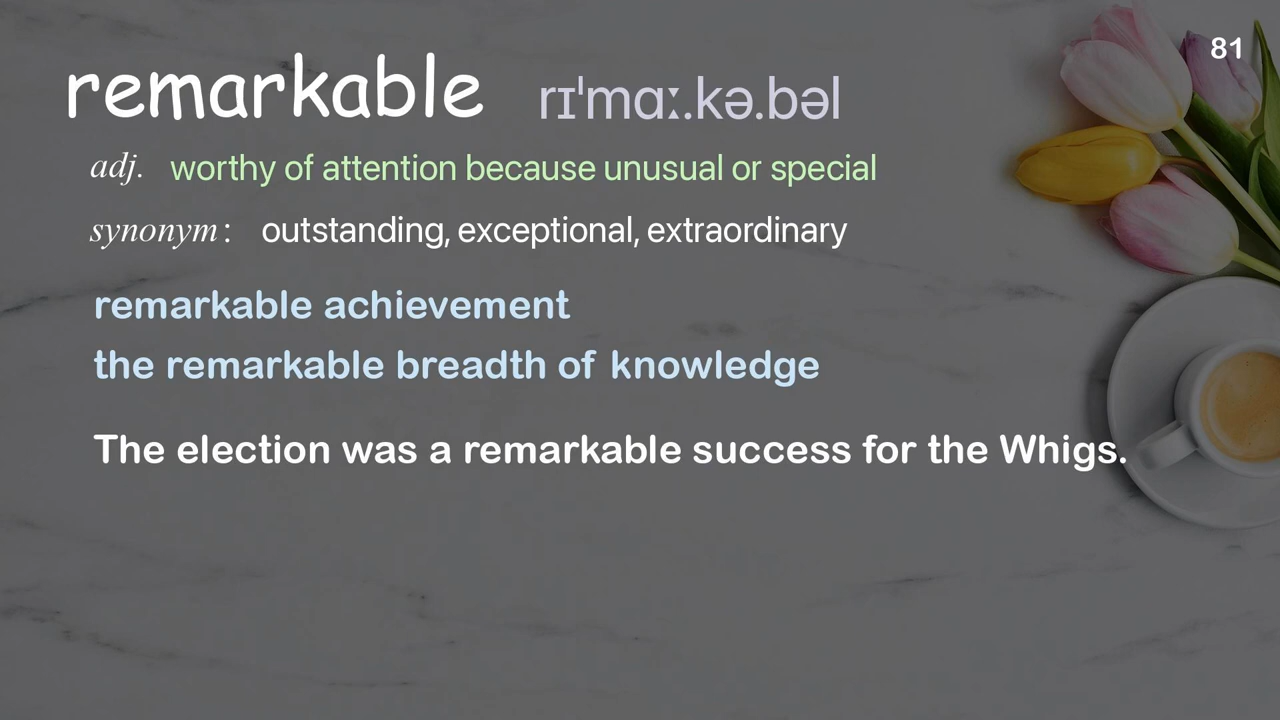 81
remarkable rɪˈmɑː.kə.bəl
adj. worthy of attention because unusual or special
synonym: outstanding, exceptional, extraordinary
remarkable achievement
the remarkable breadth of knowledge
The election was a remarkable success for the Whigs.